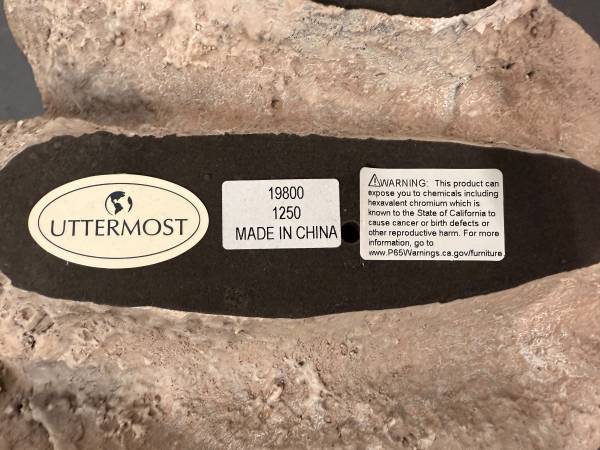 UTTERMOST
19800
1250
MADE IN CHINA
WARNING: This product can
expose you to chemicals including
hexavalent chromium which is
known to the State of California to
cause cancer or birth defects or
other reproductive harm. For more
information, go to
www.P65Warnings.ca.gov/furniture